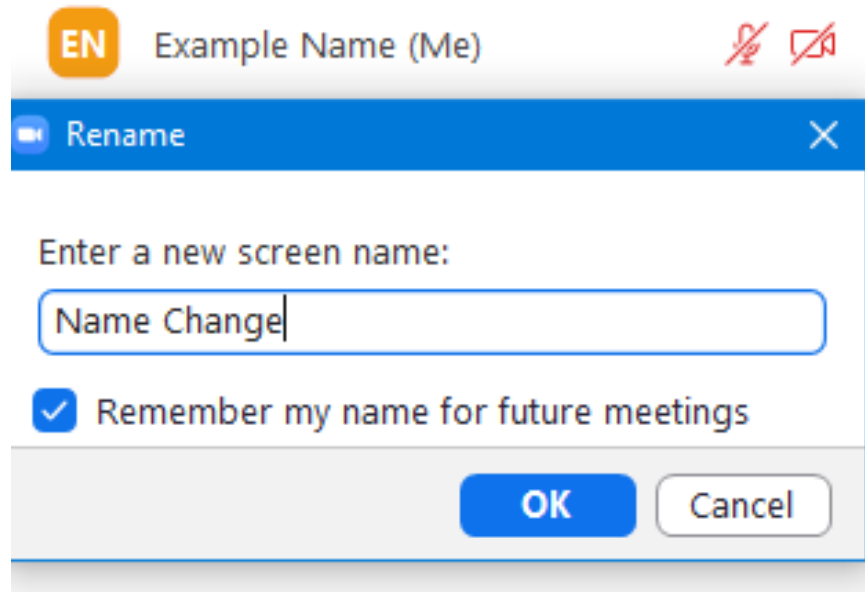 EN Example Name (Me)
Rename
Enter a new screen name:
Name Change
Remember my name for future meetings
OK Cancel